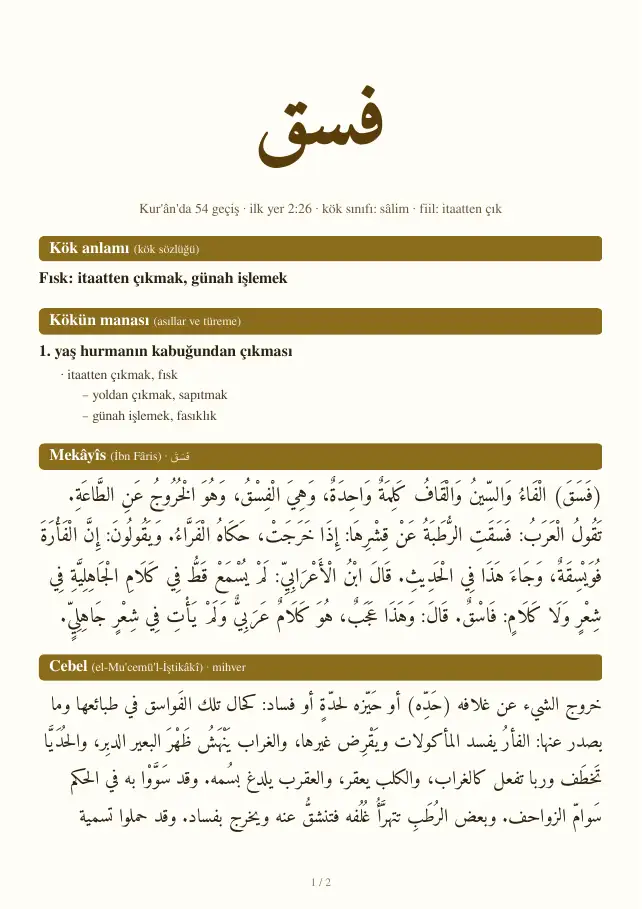 فسق
Kur'ân'da 54 geçiş · ilk yer 2:26 · kök sınıfı: sâlim · fiil: itaatten çık
Kök anlamı (kök sözlüğü)
Fısk: itaatten çıkmak, günah işlemek
Kökün manası (asıllar ve türeme)
1. yaş hurmanın kabuğundan çıkması
· itaatten çıkmak, fısk
– yoldan çıkmak, sapıtmak
– günah işlemek, fasıklık
Mekâyîs (İbn Fâris) · فسَقَ
(فَسَقَ) الْفَاءُ وَالسِّينُ وَالْقَافُ كَلِمَةٌ وَاحِدَةٌ، وَهِيَ الْفِسْقُ، وَهُوَ الْخُرُوجُ عَنِ الطَّاعَةِ.
تَقُولُ الْعَرَبُ: فَسَقَتِ الرُّطَبَةُ عَنْ قِشْرِهَا: إِذَا خَرَجَتْ، حَكَاهُ الْفَرَّاءُ. وَيَقُولُونَ: إِنَّ الْفَأْرَةَ
فُوَيْسِقَةٌ، وَجَاءَ هَذَا فِي الْحَدِيثِ. قَالَ ابْنُ الْأَعْرَابِيِّ: لَمْ يُسْمَعْ قَطُّ فِي كَلَامِ الْجَاهِلِيَّةِ فِي
شِعْرٍ وَلَا كَلَامٍ: فَاسْقٌ. قَالَ: وَهَذَا عَجَبٌ، هُوَ كَلَامٌ عَرَبِيٌّ وَلَمْ يَأْتِ فِي شِعْرٍ جَاهِلِيٍّ.
Cebel (el-Mu'cemü'l-İştikâkî) · mihver
خروج الشيء عن غلافه (حَدِّه) أو حَيّزه لحدّةٍ أو فساد: كحال تلك الفَواسق في طبائعها وما
يصدر عنها: الفأرُ يفسد المأكولات ويَقْرِض غيرها، والغراب يَنْهَشُ ظَهْرَ البعير الدبِر، والحُدَيَّا
تَخطَف وربا تفعل كالغراب، والكلب يعقر، والعقرب يلدغ بسُمه. وقد سَوَّوْا به في الحكم
سَوامّ الزواحف. وبعض الرُطَبِ تتهرَّأُ غُلُفه فتنشقُّ عنه ويخرج بفساد. وقد حملوا تسمية
1 / 2